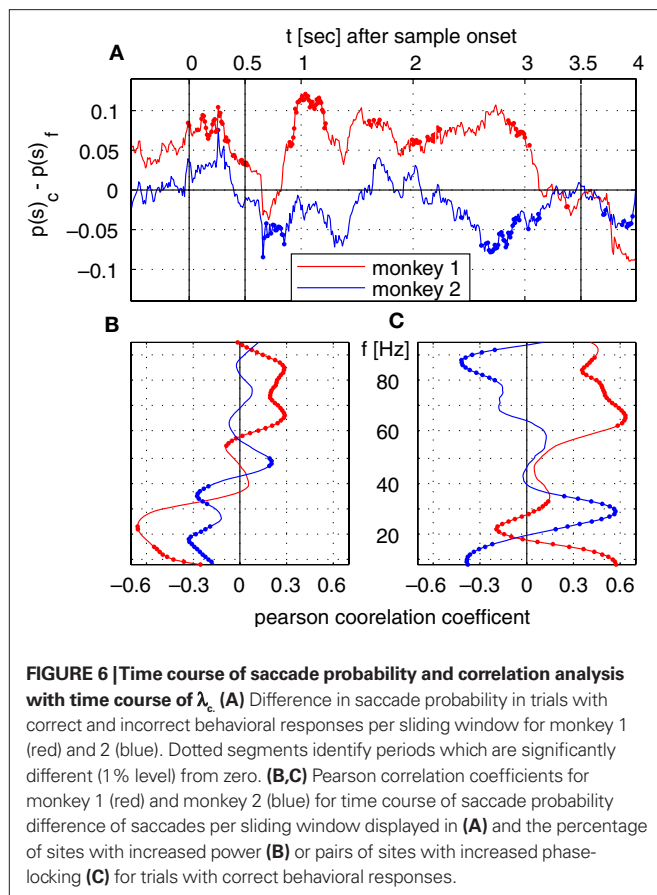 t [sec] after sample onset
A
0 0.5 1 2 3 3.5 4
0.1
0.05
0
−0.05
−0.1
p(s)c - p(s)f
monkey 1
monkey 2
B
C
f [Hz]
80
60
40
20
−0.6 −0.3 0 0.3 0.6
−0.6 −0.3 0 0.3 0.6
pearson coorelation coefficent
FIGURE 6 | Time course of saccade probability and correlation analysis
with time course of λc. (A) Difference in saccade probability in trials with
correct and incorrect behavioral responses per sliding window for monkey 1
(red) and 2 (blue). Dotted segments identify periods which are significantly
different (1% level) from zero. (B,C) Pearson correlation coefficients for
monkey 1 (red) and monkey 2 (blue) for time course of saccade probability
difference of saccades per sliding window displayed in (A) and the percentage
of sites with increased power (B) or pairs of sites with increased phase-
locking (C) for trials with correct behavioral responses.